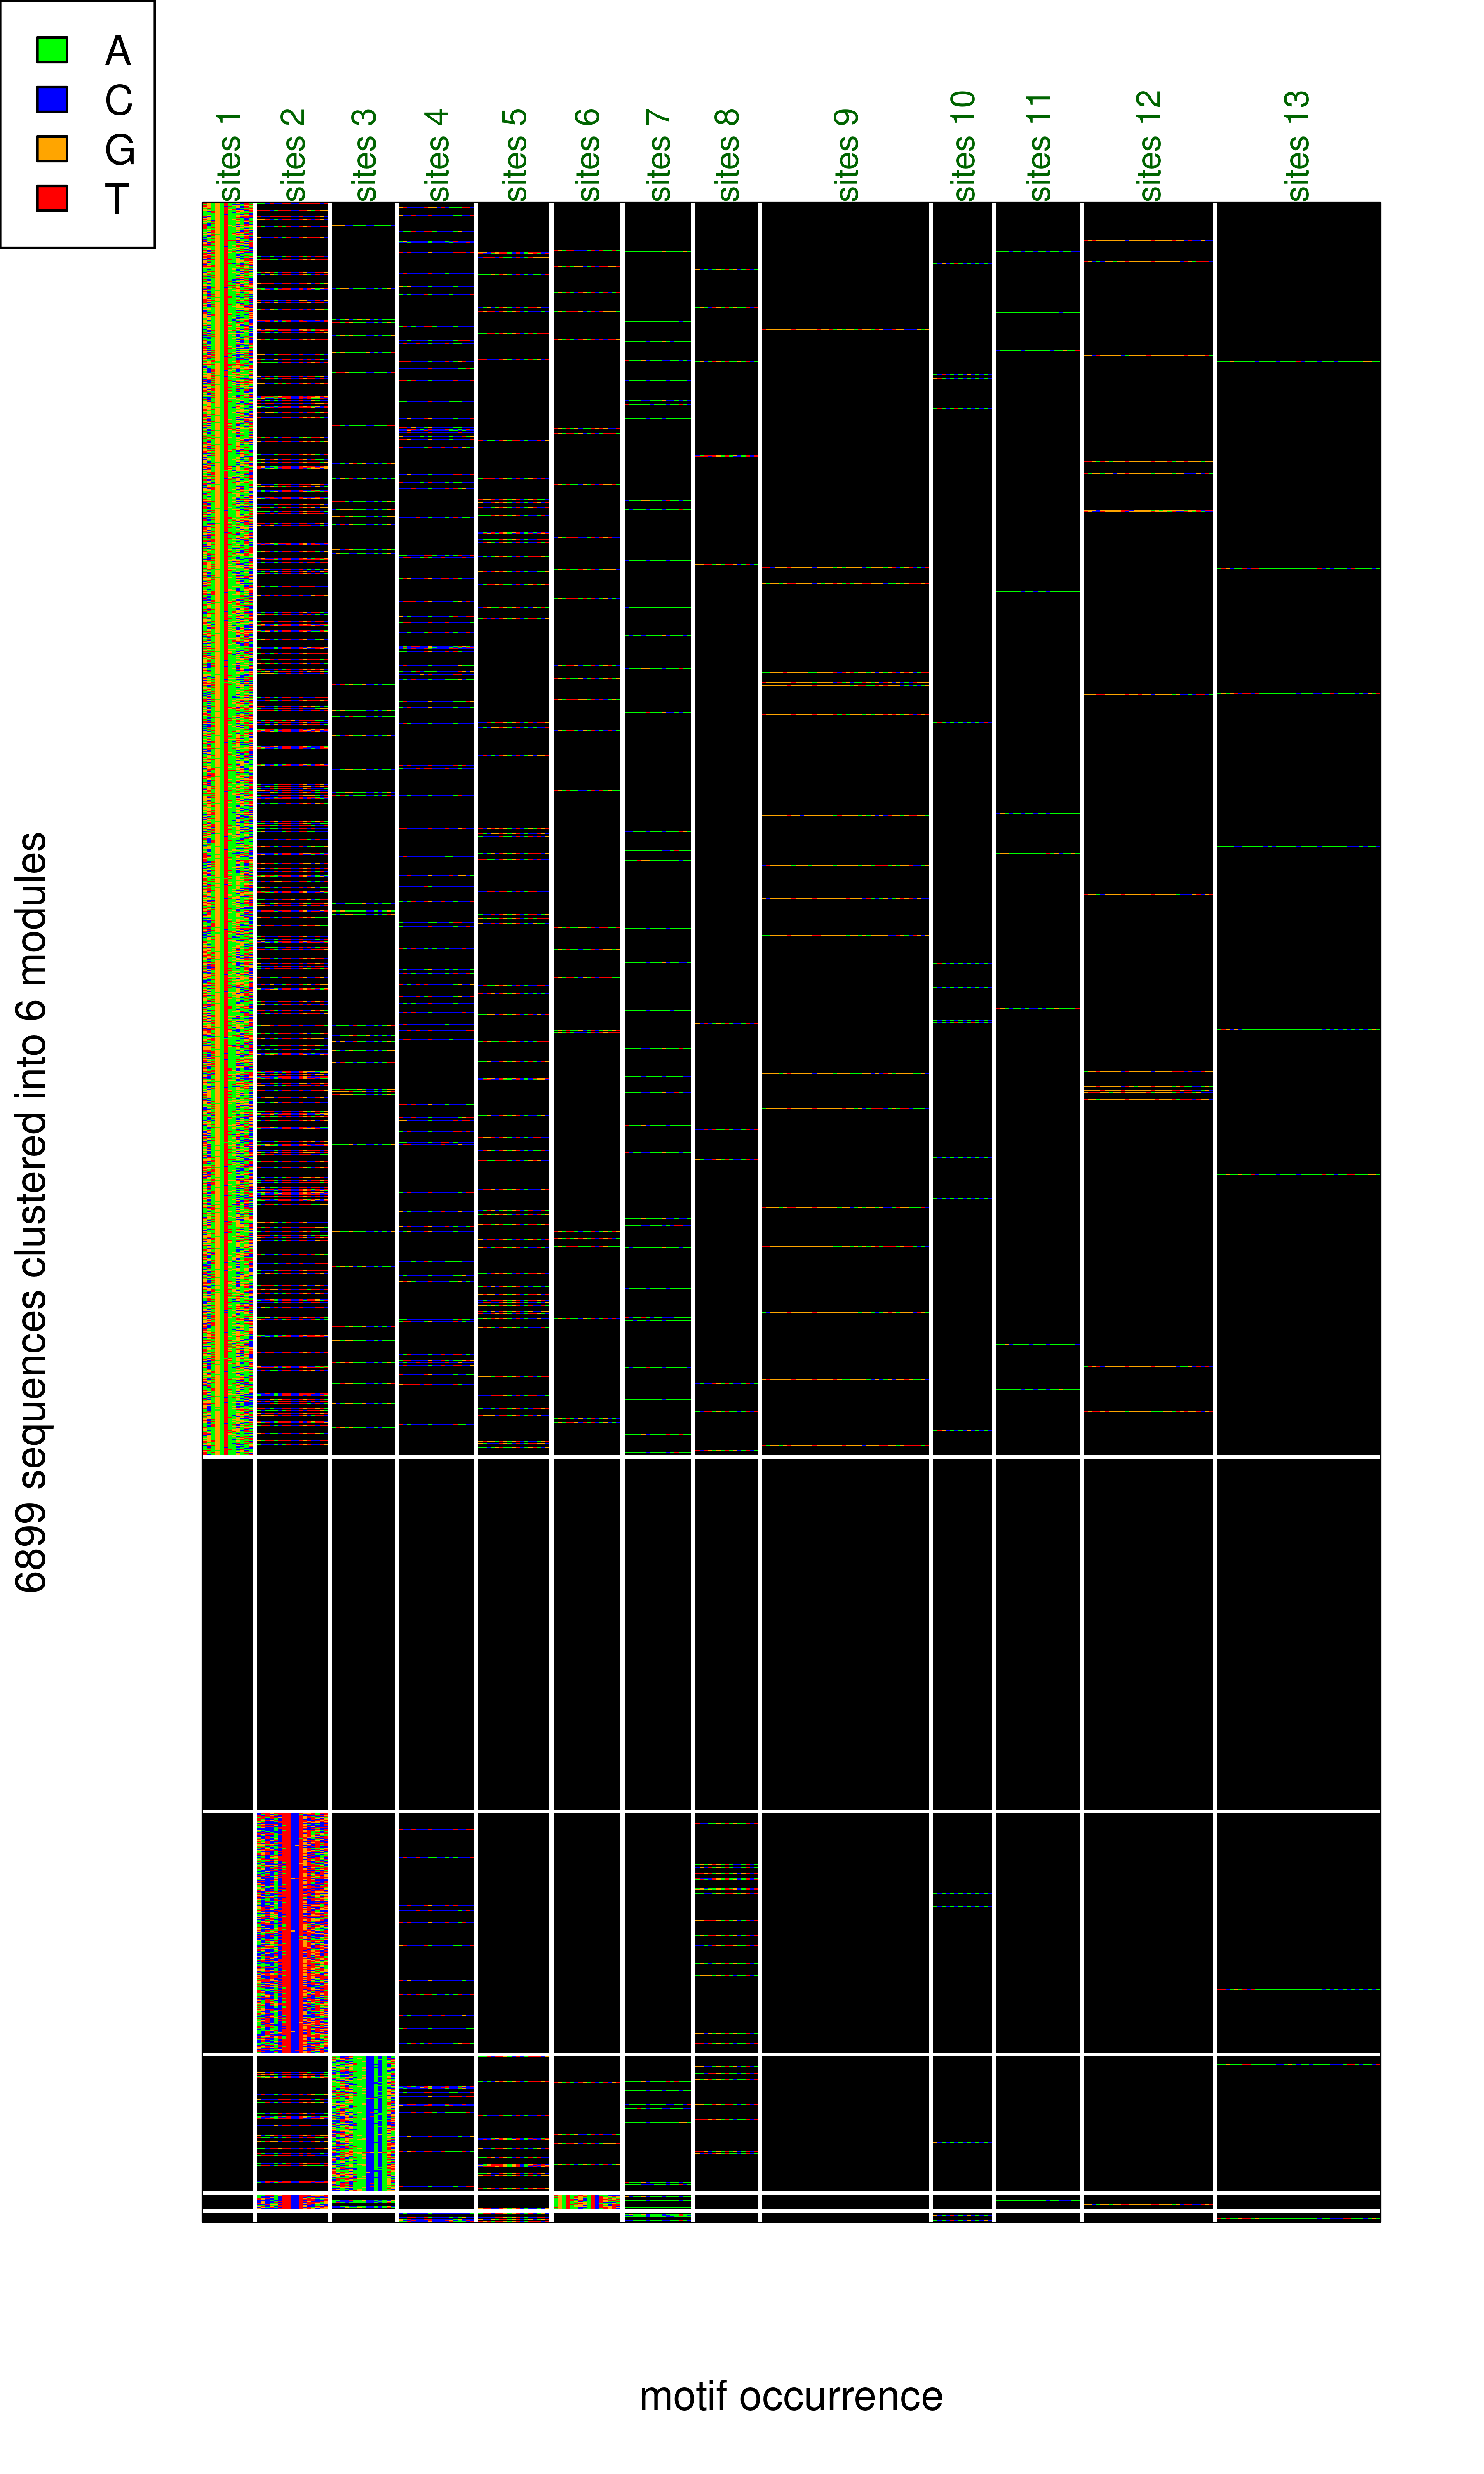 A
C
G
T
sites 1
sites 2
sites 3
sites 4
sites 5
sites 6
sites 7
sites 8
sites 9
sites 10
sites 11
sites 12
sites 13
6899 sequences clustered into 6 modules
motif occurrence